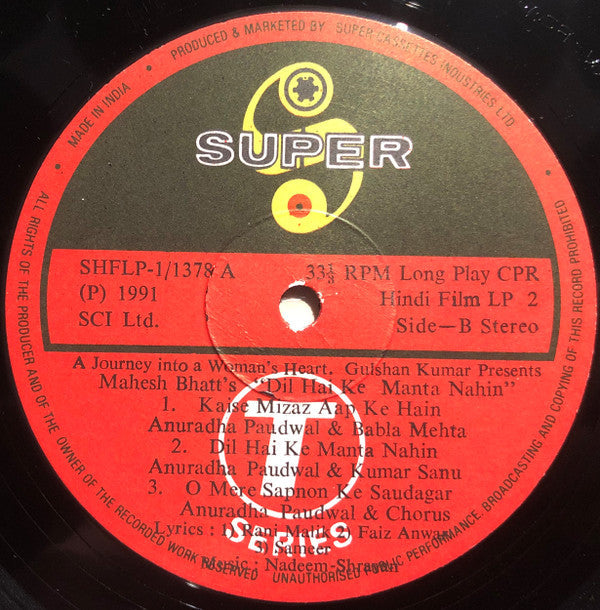 PRODUCED & MARKETED BY SUPER CASSETTES INDUSTRIES LTD.
MADE IN INDIA
SUPER
SHFLP-1/1378 A
(P) 1991
SCI Ltd.
33⅓ RPM Long Play CPR
Hindi Film LP 2
Side—B Stereo
A Journey into a Woman's Heart. Gulshan Kumar Presents
Mahesh Bhatt's "Dil Hai Ke Manta Nahin"
1. Kaise Mizaz Aap Ke Hain
Anuradha Paudwal & Babla Mehta
2. Dil Hai Ke Manta Nahin
Anuradha Paudwal & Kumar Sanu
3. O Mere Sapnon Ke Saudagar
Anuradha Paudwal & Chorus
Lyrics : 1) Rani Malik 2) Faiz Anwar
3) Sameer
Music : Nadeem-Shravan
T
SERIES
ALL RIGHTS OF THE PRODUCER AND OF THE OWNER OF THE RECORDED WORK RESERVED
UNAUTHORISED PUBLIC PERFORMANCE, BROADCASTING AND COPYING OF THIS RECORD PROHIBITED